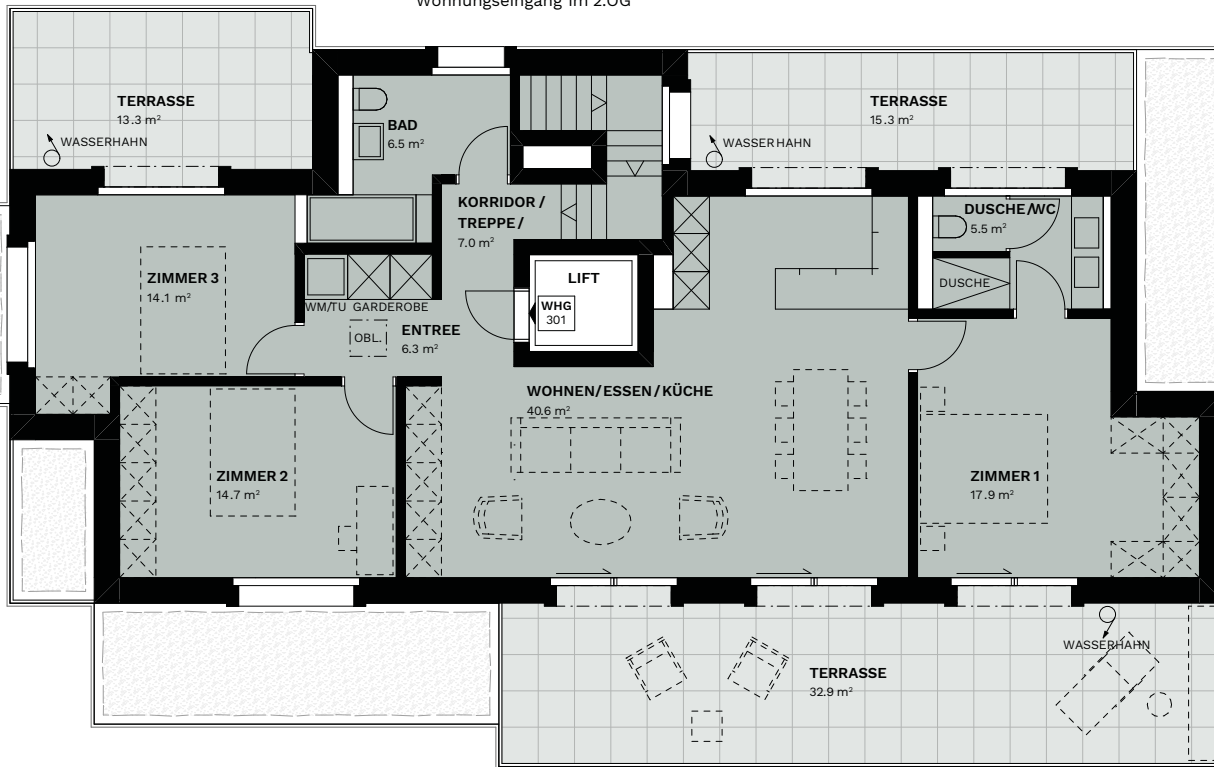 Wohnungseingang im 2.OG
TERRASSE
13.3 m²
WASSERHAHN
BAD
6.5 m²
TERRASSE
15.3 m²
WASSERHAHN
KORRIDOR /
TREPPE /
7.0 m²
DUSCHE/WC
5.5 m²
DUSCHE
ZIMMER 3
14.1 m²
LIFT
WHG
301
WM/TU GARDEROBE
OBL.
ENTREE
6.3 m²
WOHNEN/ESSEN/KÜCHE
40.6 m²
ZIMMER 2
14.7 m²
ZIMMER 1
17.9 m²
WASSERHAHN
TERRASSE
32.9 m²